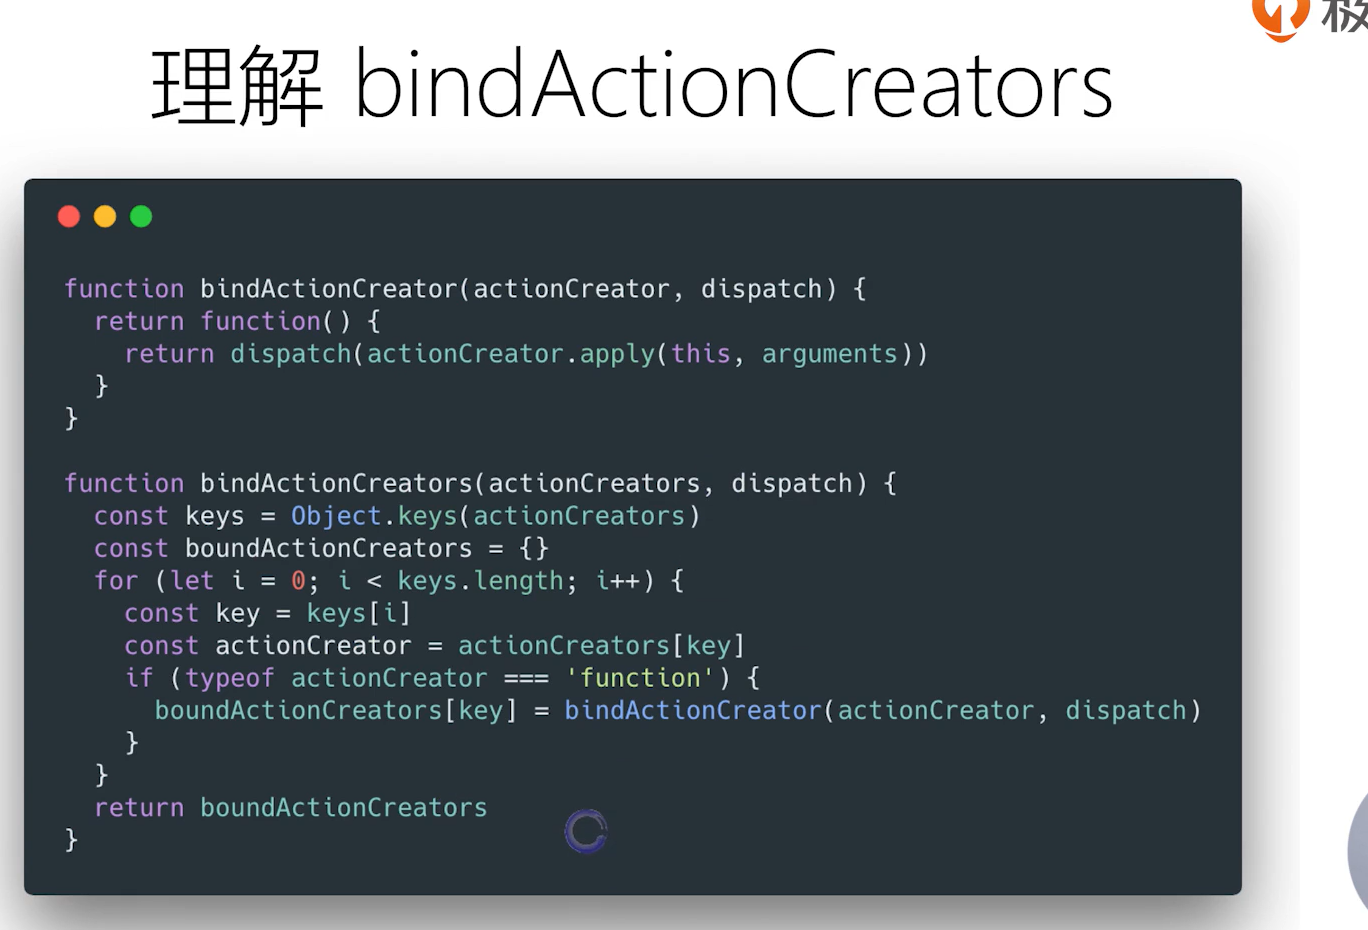 极
理解 bindActionCreators
function bindActionCreator(actionCreator, dispatch) {
  return function() {
    return dispatch(actionCreator.apply(this, arguments))
  }
}
function bindActionCreators(actionCreators, dispatch) {
  const keys = Object.keys(actionCreators)
  const boundActionCreators = {}
  for (let i = 0; i < keys.length; i++) {
    const key = keys[i]
    const actionCreator = actionCreators[key]
    if (typeof actionCreator === 'function') {
      boundActionCreators[key] = bindActionCreator(actionCreator, dispatch)
    }
  }
  return boundActionCreators
}